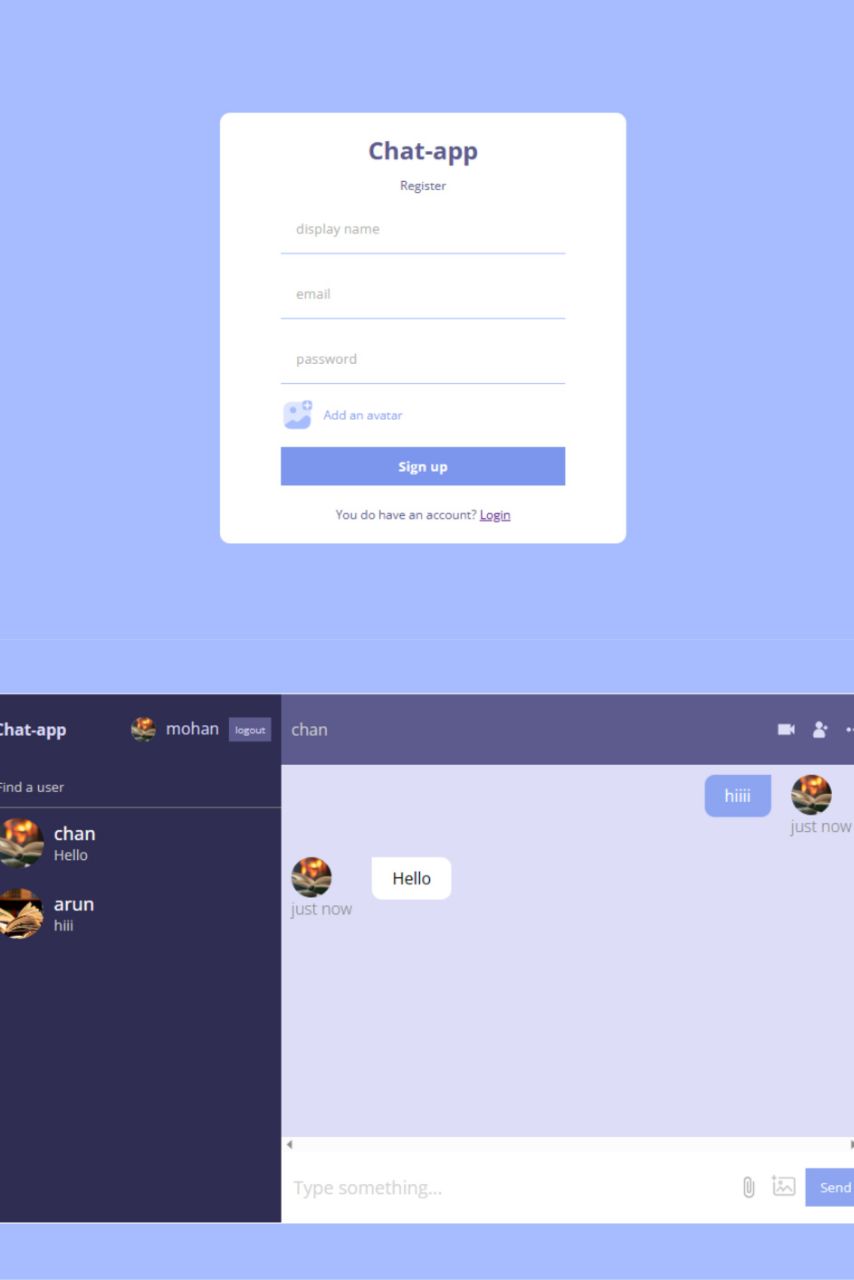 Chat-app
Register
display name
email
password
Add an avatar
Sign up
You do have an account? Login
Chat-app mohan logout
Find a user
chan
Hello
arun
hiii
chan
hiiii
just now
Hello
just now
Type something...
Send